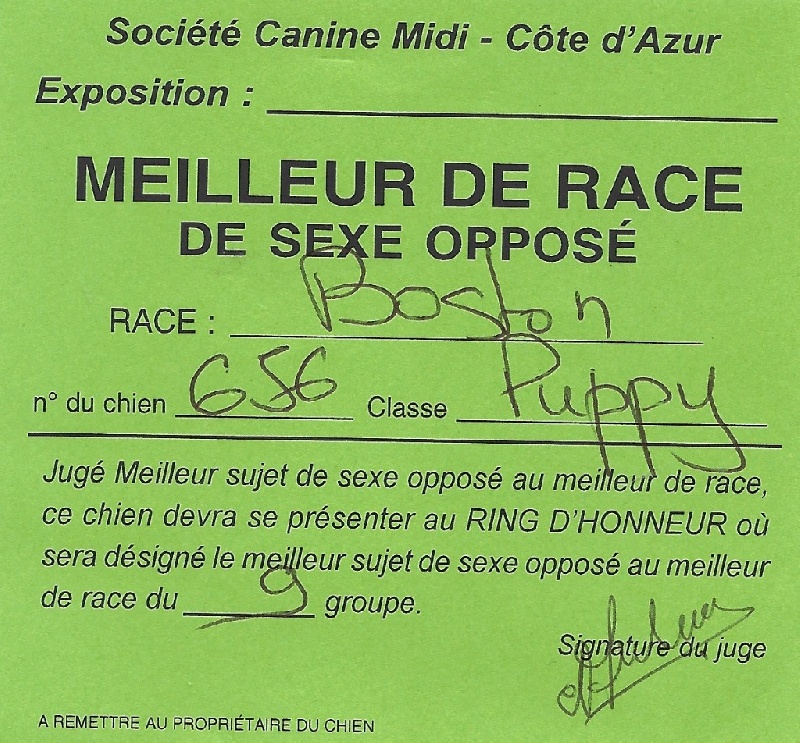 Société Canine Midi - Côte d'Azur
Exposition :
MEILLEUR DE RACE
DE SEXE OPPOSÉ
RACE : Boston
n° du chien 656 Classe Puppy
Jugé Meilleur sujet de sexe opposé au meilleur de race,
ce chien devra se présenter au RING D'HONNEUR où
sera désigné le meilleur sujet de sexe opposé au meilleur
de race du 9 groupe.
Signature du juge
A REMETTRE AU PROPRIÉTAIRE DU CHIEN